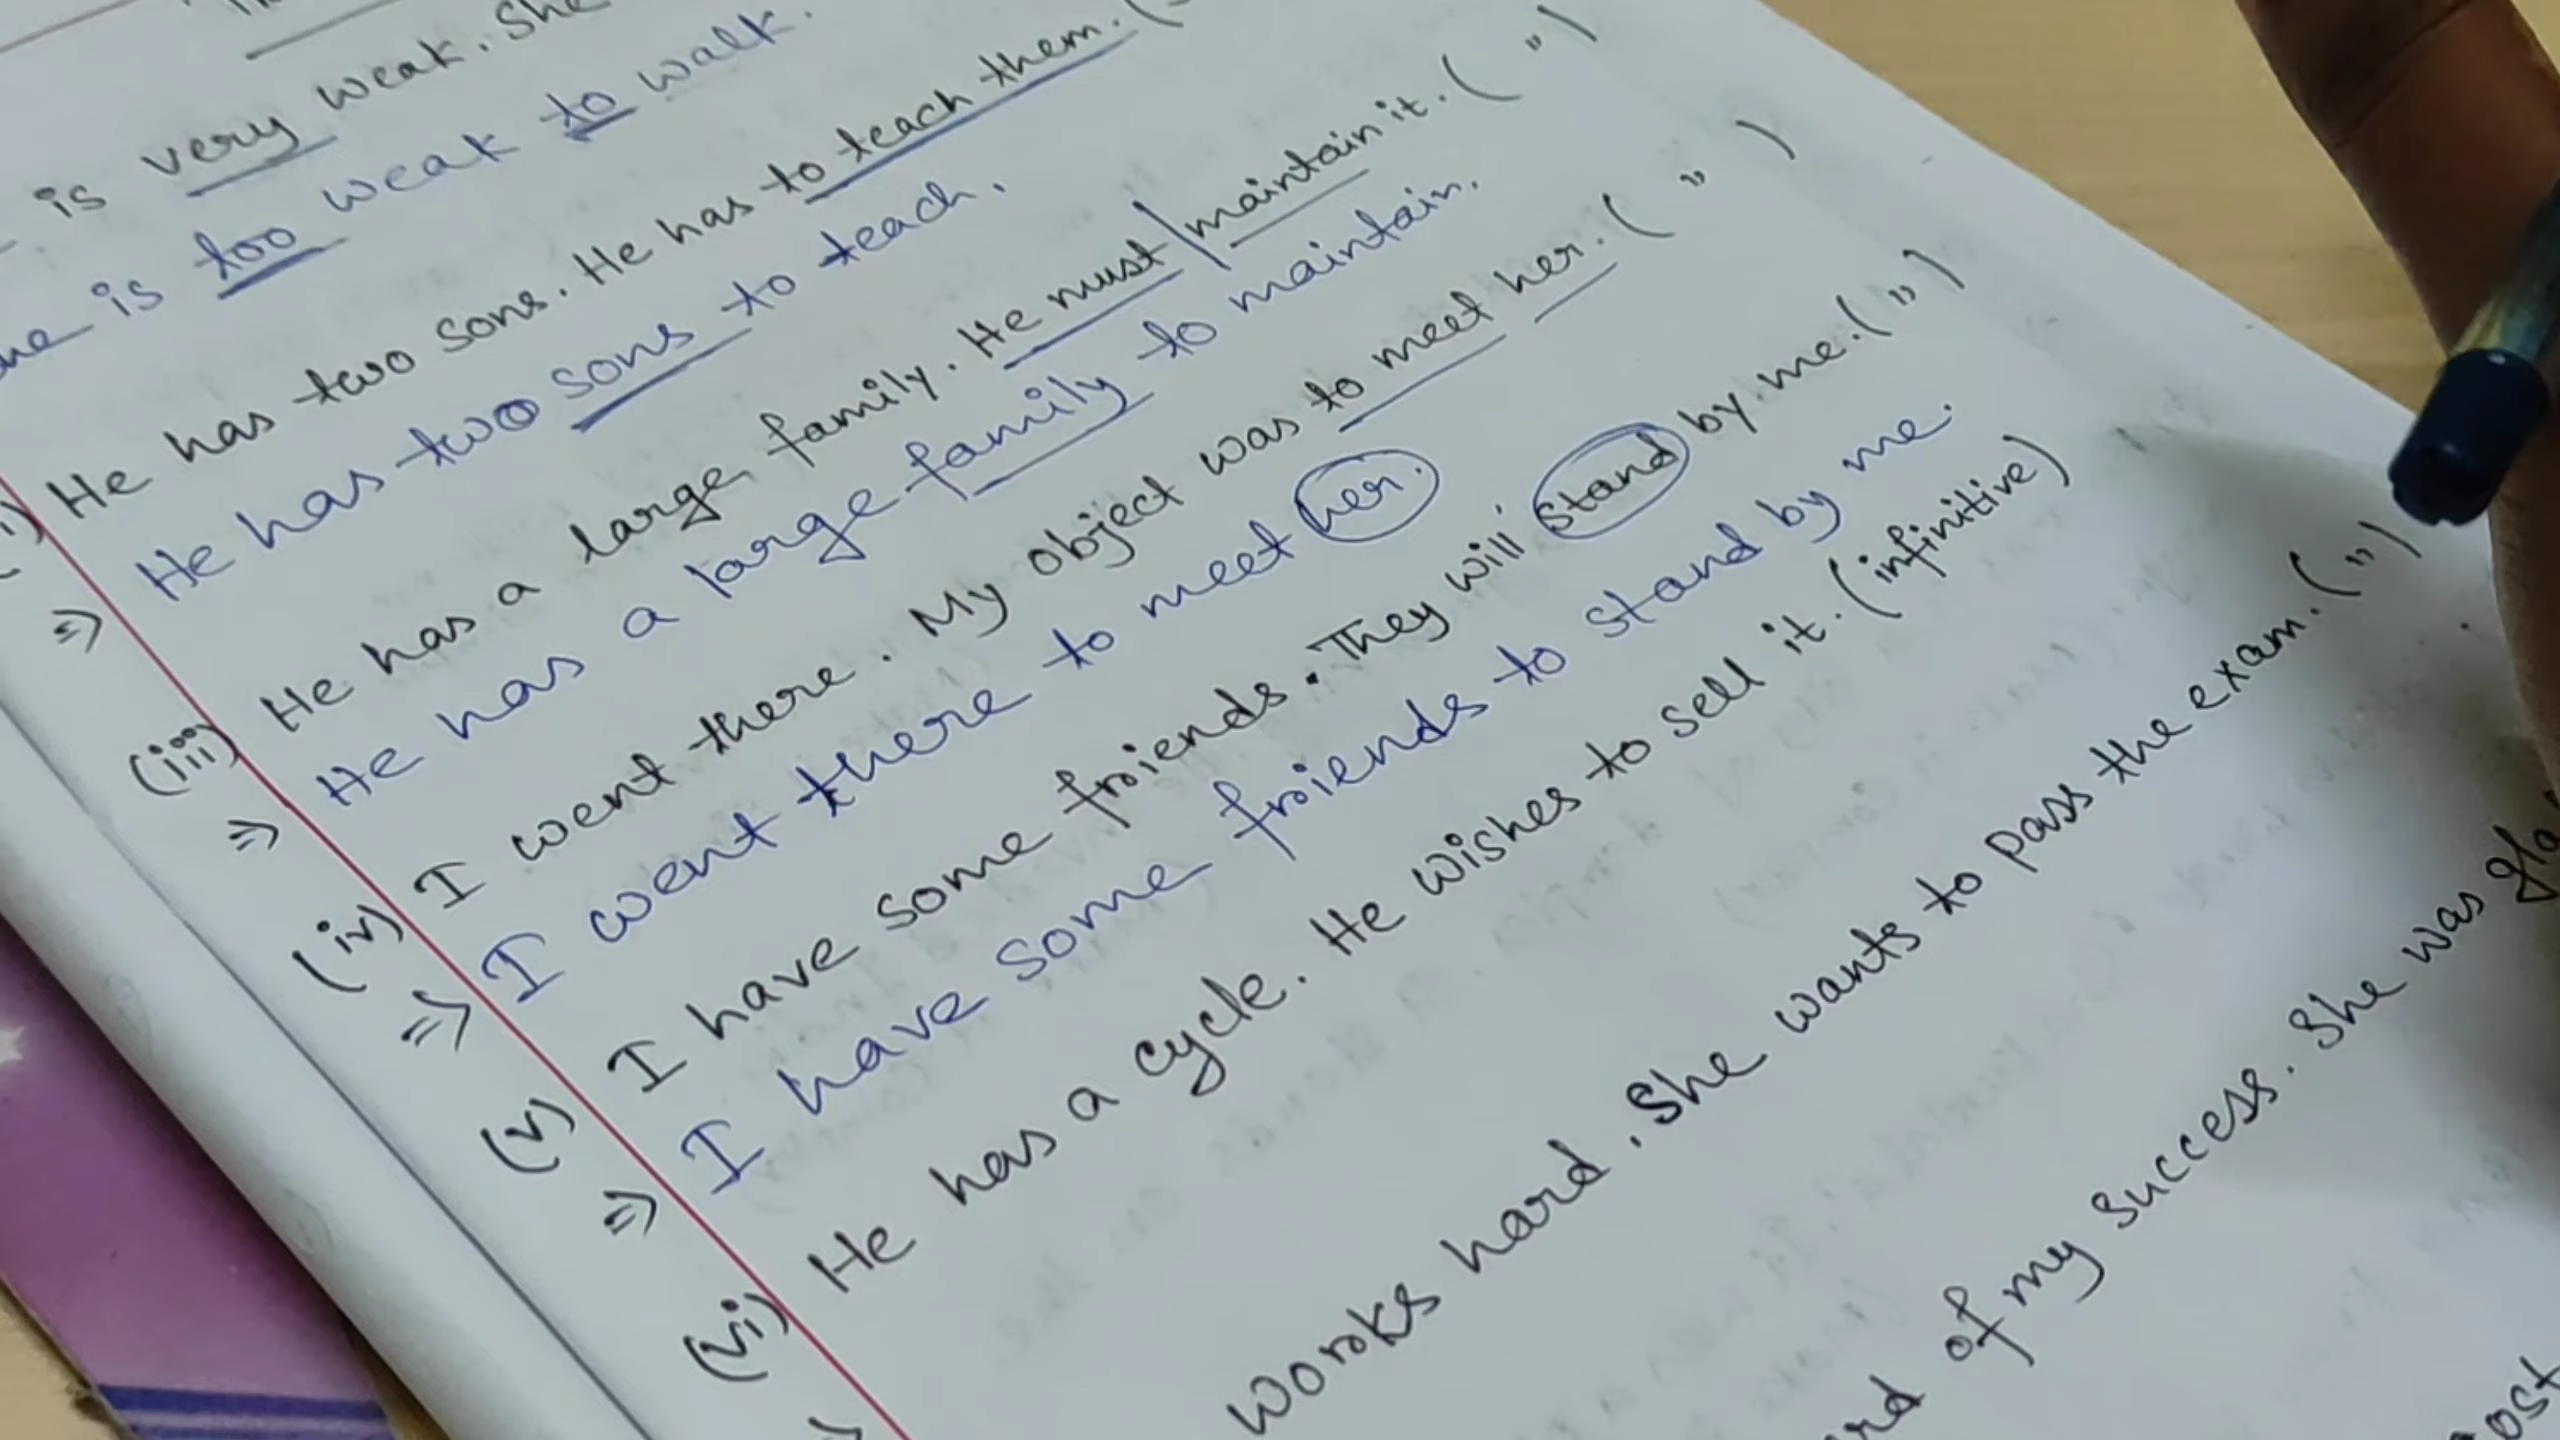 is very weak. She
is too weak to walk.
He has two sons. He has to teach them. (
=> He has two sons to teach.
(iii) He has a large family. He must | maintain it. ( " )
=> He has a large family to maintain.
(iv) I went there. My object was to meet her. ( " )
=> I went there to meet her.
(v) I have some friends. They will stand by me. ( " )
=> I have some friends to stand by me.
(vi) He has a cycle. He wishes to sell it. (infinitive)
works hard. She wants to pass the exam. ( " )
of my success. She was